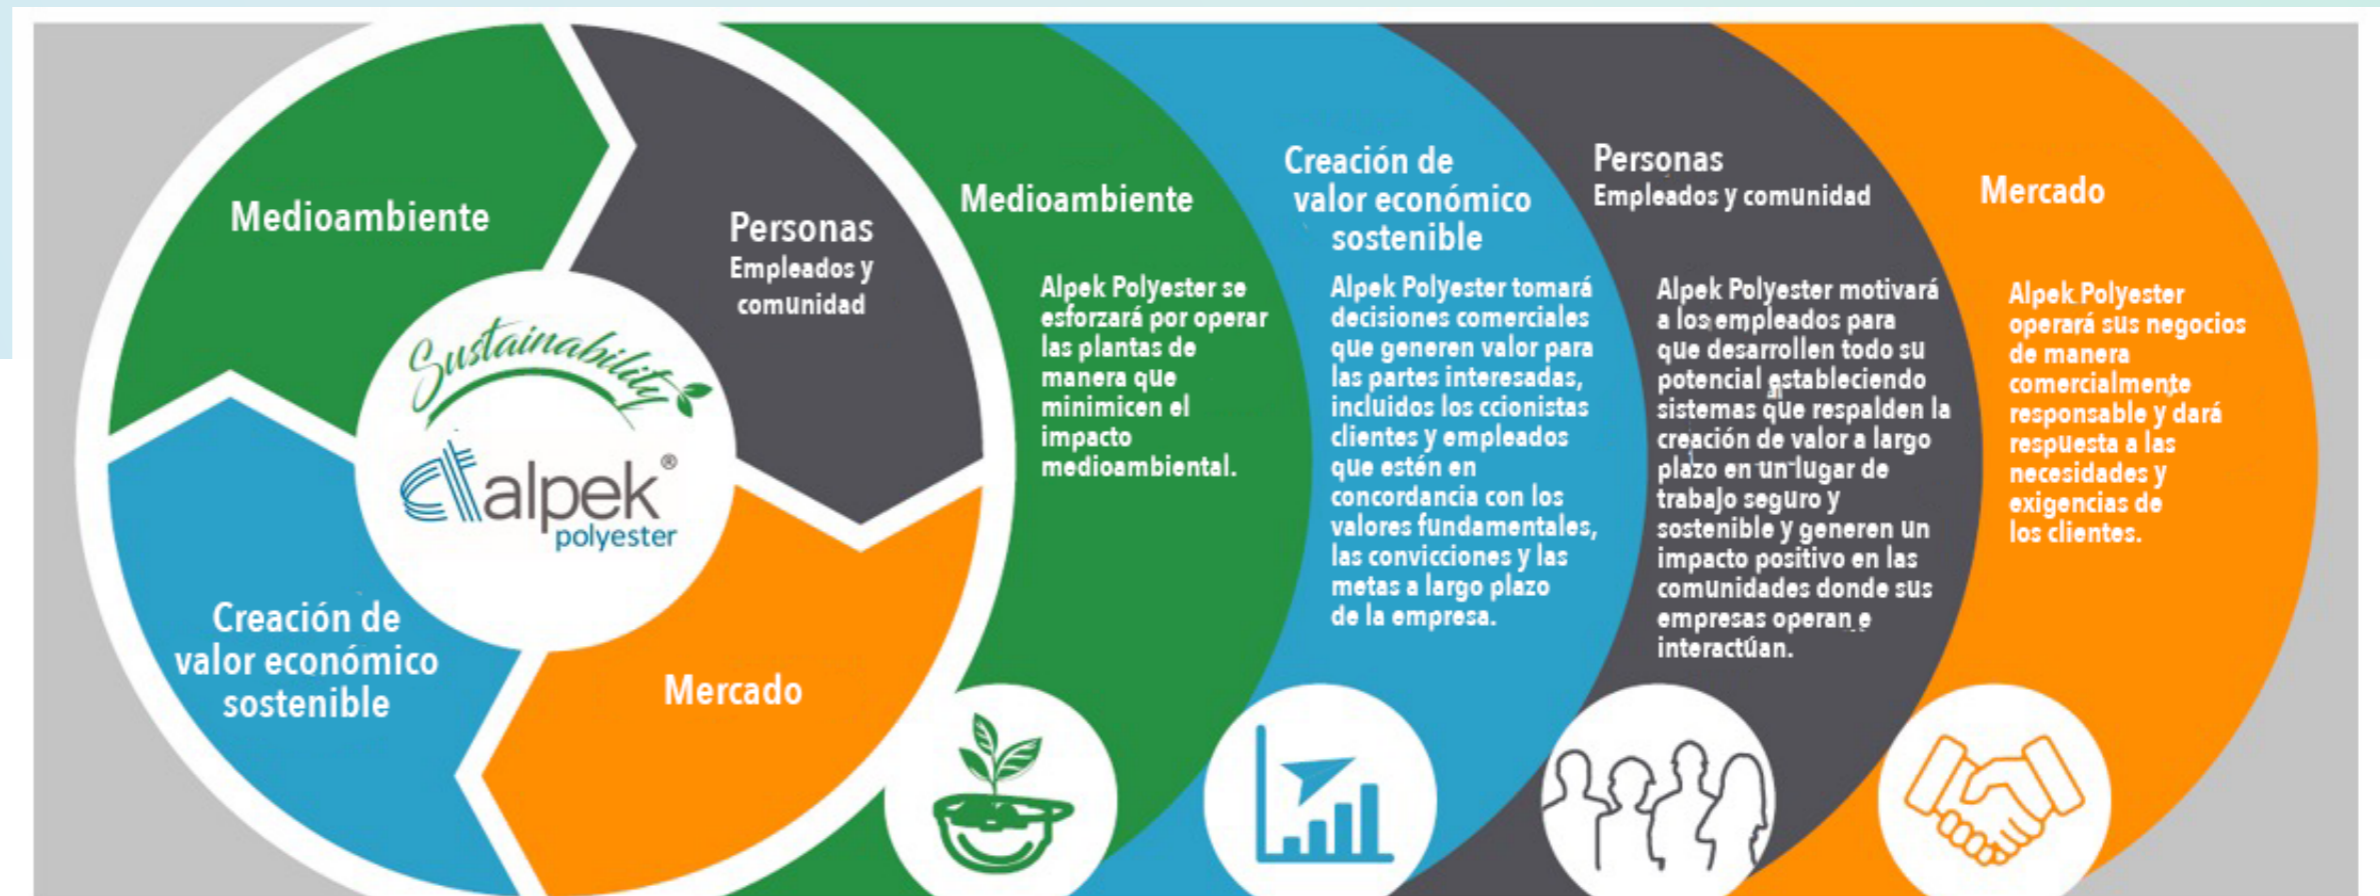 Medioambiente
Personas
Empleados y
comunidad
Sustainability
alpek®
polyester
Creación de
valor económico
sostenible
Mercado
Medioambiente
Alpek Polyester se
esforzará por operar
las plantas de
manera que
minimicen el
impacto
medioambiental.
Creación de
valor económico
sostenible
Alpek Polyester tomará
decisiones comerciales
que generen valor para
las partes interesadas,
incluidos los ccionistas
clientes y empleados
que estén en
concordancia con los
valores fundamentales,
las convicciones y las
metas a largo plazo
de la empresa.
Personas
Empleados y comunidad
Alpek Polyester motivará
a los empleados para
que desarrollen todo su
potencial estableciendo
sistemas que respalden la
creación de valor a largo
plazo en un lugar de
trabajo seguro y
sostenible y generen un
impacto positivo en las
comunidades donde sus
empresas operan e
interactúan.
Mercado
Alpek Polyester
operará sus negocios
de manera
comercialmente
responsable y dará
respuesta a las
necesidades y
exigencias de
los clientes.